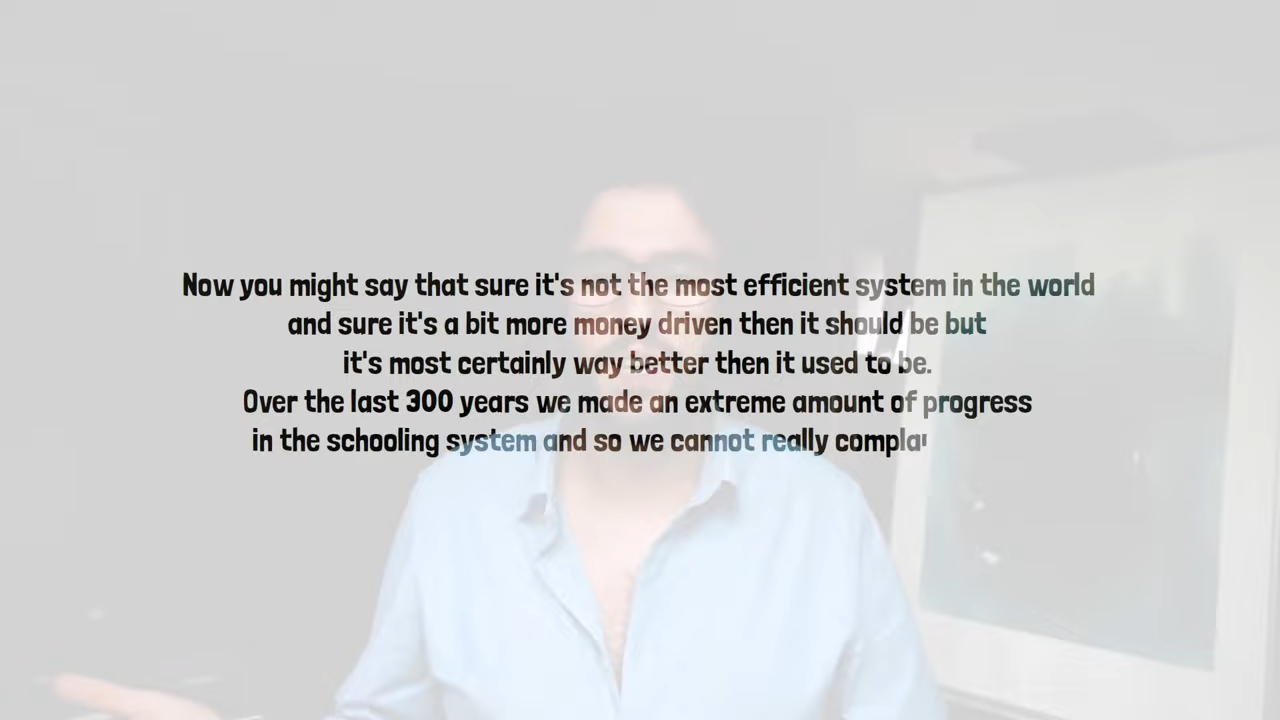 Now you might say that sure it's not the most efficient system in the world
and sure it's a bit more money driven then it should be but
it's most certainly way better then it used to be.
Over the last 300 years we made an extreme amount of progress
in the schooling system and so we cannot really